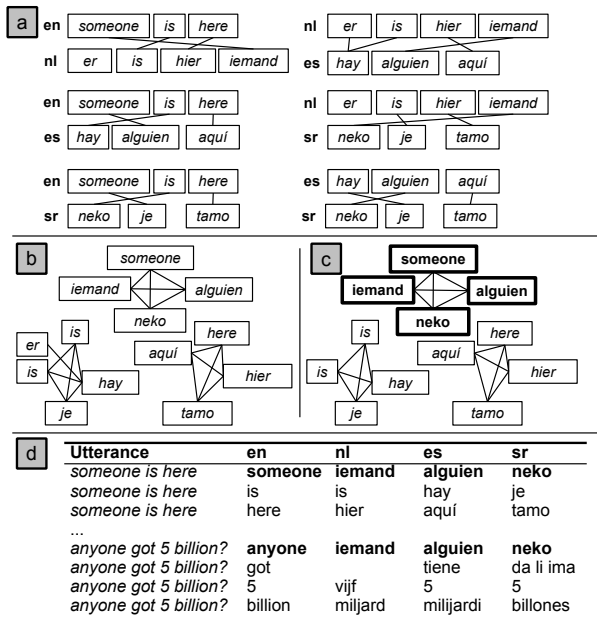 a
en someone is here
nl er is hier iemand
nl er is hier iemand
es hay alguien aquí
en someone is here
es hay alguien aquí
nl er is hier iemand
sr neko je tamo
en someone is here
sr neko je tamo
es hay alguien aquí
sr neko je tamo
b
someone
iemand alguien
neko
is
er
is
hay
je
here
aquí
hier
tamo
c
someone
iemand alguien
neko
is
is
hay
je
here
aquí
hier
tamo
d
Utterance en nl es sr
someone is here someone iemand alguien neko
someone is here is is hay je
someone is here here hier aquí tamo
...
anyone got 5 billion? anyone iemand alguien neko
anyone got 5 billion? got tiene da li ima
anyone got 5 billion? 5 vijf 5 5
anyone got 5 billion? billion miljard milijardi billones